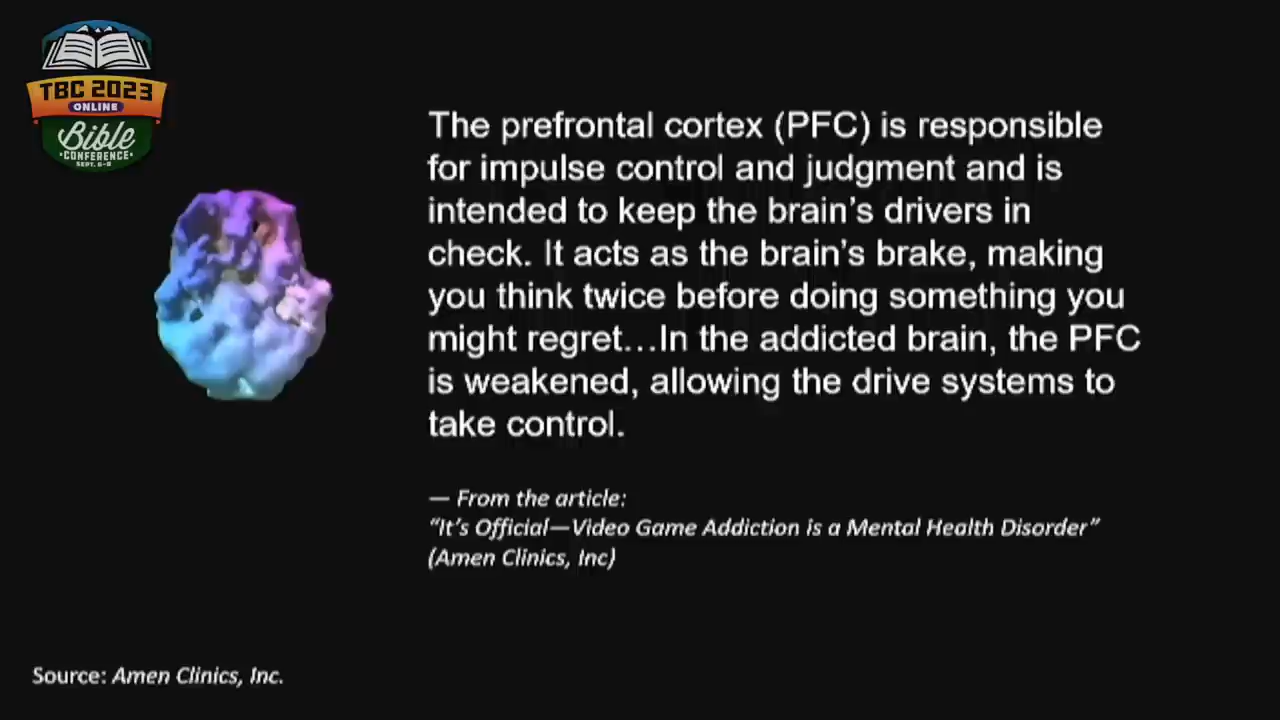 TBC 2023
ONLINE
Bible
•CONFERENCE•
SEPT. 6-8
The prefrontal cortex (PFC) is responsible
for impulse control and judgment and is
intended to keep the brain’s drivers in
check. It acts as the brain’s brake, making
you think twice before doing something you
might regret…In the addicted brain, the PFC
is weakened, allowing the drive systems to
take control.
— From the article:
“It’s Official—Video Game Addiction is a Mental Health Disorder”
(Amen Clinics, Inc)
Source: Amen Clinics, Inc.